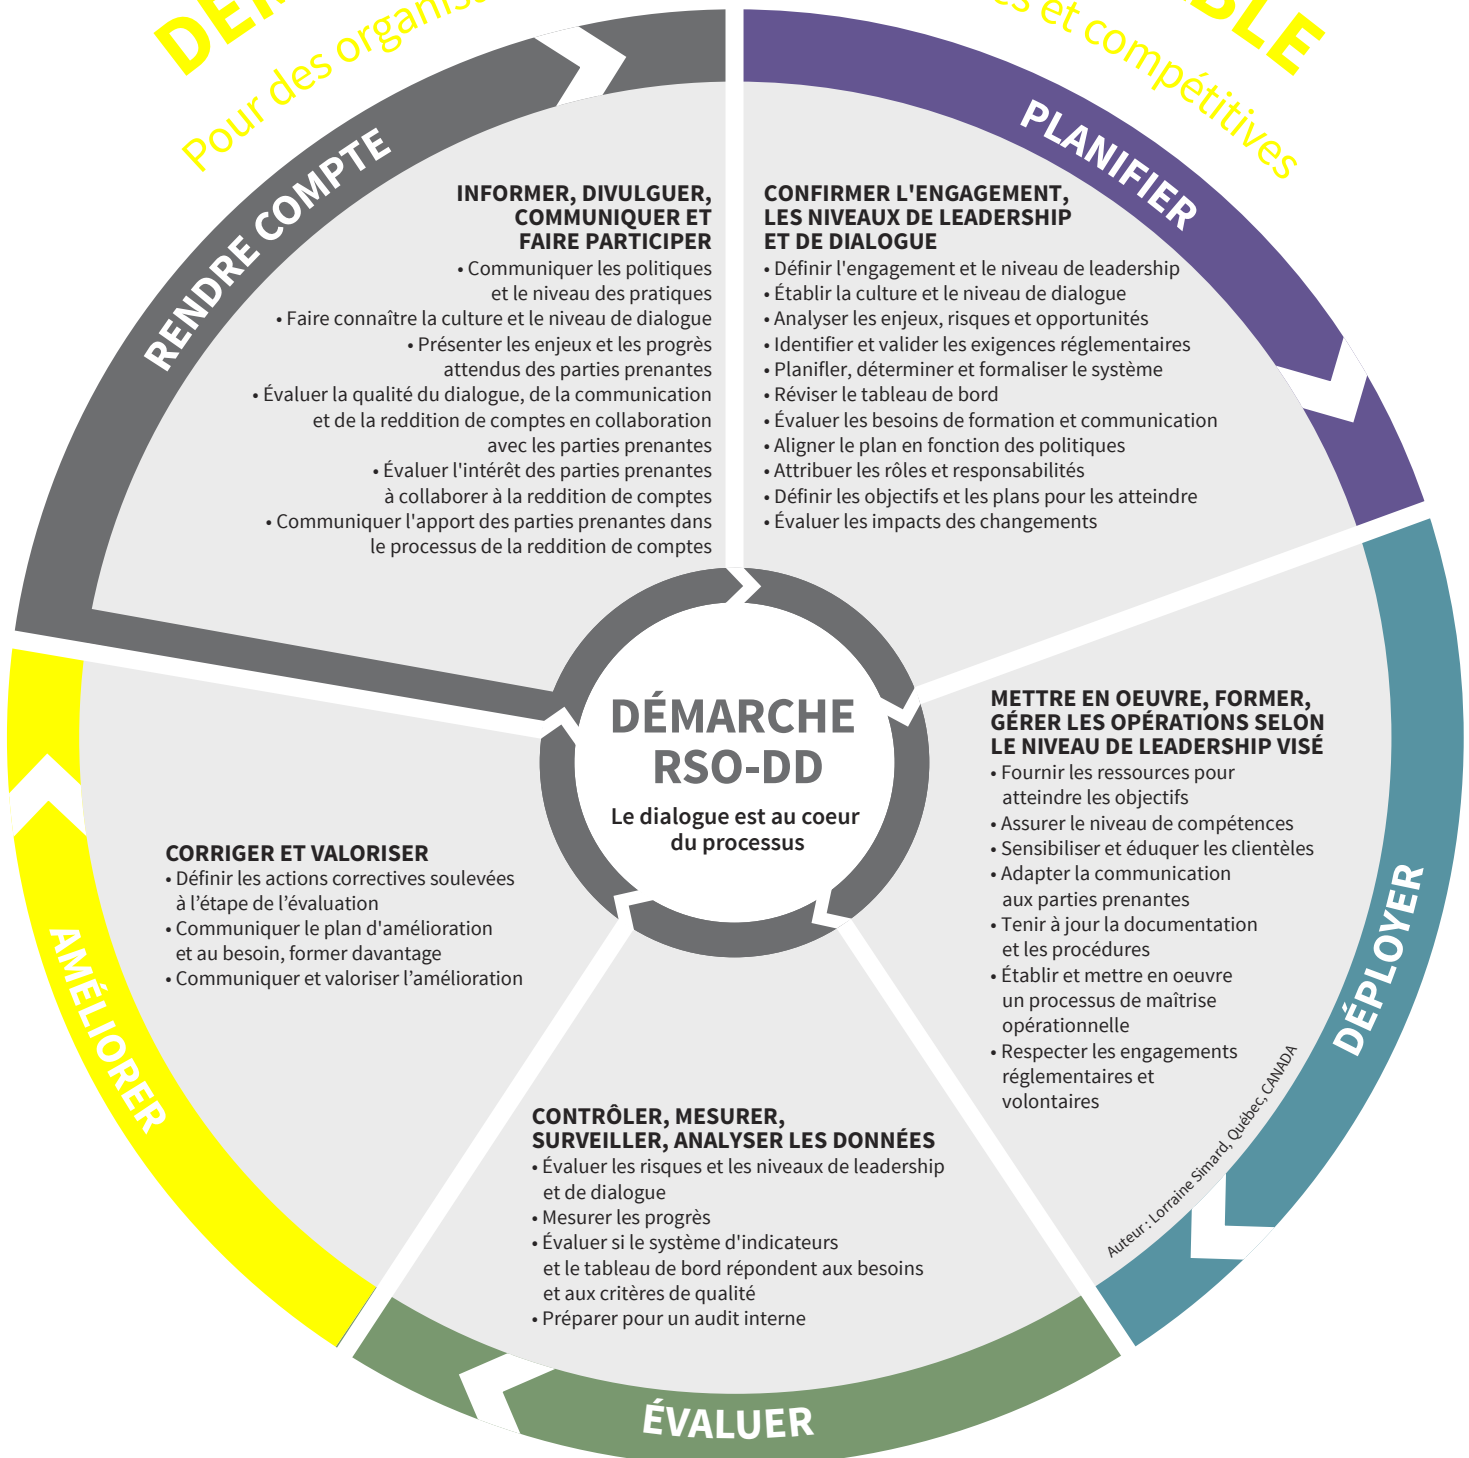 Pour des
et compétitives
PLANIFIER
CONFIRMER L'ENGAGEMENT,
LES NIVEAUX DE LEADERSHIP
ET DE DIALOGUE
• Définir l'engagement et le niveau de leadership
• Établir la culture et le niveau de dialogue
• Analyser les enjeux, risques et opportunités
• Identifier et valider les exigences réglementaires
• Planifler, déterminer et formaliser le système
• Réviser le tableau de bord
• Évaluer les besoins de formation et communication
• Aligner le plan en fonction des politiques
• Attribuer les rôles et responsabilités
• Définir les objectifs et les plans pour les atteindre
• Évaluer les impacts des changements
DÉPLOYER
METTRE EN OEUVRE, FORMER,
GÉRER LES OPÉRATIONS SELON
LE NIVEAU DE LEADERSHIP VISÉ
• Fournir les ressources pour
atteindre les objectifs
• Assurer le niveau de compétences
• Sensibiliser et éduquer les clientèles
• Adapter la communication
aux parties prenantes
• Tenir à jour la documentation
et les procédures
• Établir et mettre en oeuvre
un processus de maîtrise
opérationnelle
• Respecter les engagements
réglementaires et
volontaires
Auteur : Lorraine Simard, Québec, CANADA
ÉVALUER
CONTRÔLER, MESURER,
SURVEILLER, ANALYSER LES DONNÉES
• Évaluer les risques et les niveaux de leadership
et de dialogue
• Mesurer les progrès
• Évaluer si le système d'indicateurs
et le tableau de bord répondent aux besoins
et aux critères de qualité
• Préparer pour un audit interne
AMÉLIORER
CORRIGER ET VALORISER
• Définir les actions correctives soulevées
à l’étape de l’évaluation
• Communiquer le plan d'amélioration
et au besoin, former davantage
• Communiquer et valoriser l’amélioration
RENDRE COMPTE
INFORMER, DIVULGUER,
COMMUNIQUER ET
FAIRE PARTICIPER
• Communiquer les politiques
et le niveau des pratiques
• Faire connaître la culture et le niveau de dialogue
• Présenter les enjeux et les progrès
attendus des parties prenantes
• Évaluer la qualité du dialogue, de la communication
et de la reddition de comptes en collaboration
avec les parties prenantes
• Évaluer l'intérêt des parties prenantes
à collaborer à la reddition de comptes
• Communiquer l'apport des parties prenantes dans
le processus de la reddition de comptes
DÉMARCHE
RSO-DD
Le dialogue est au coeur
du processus